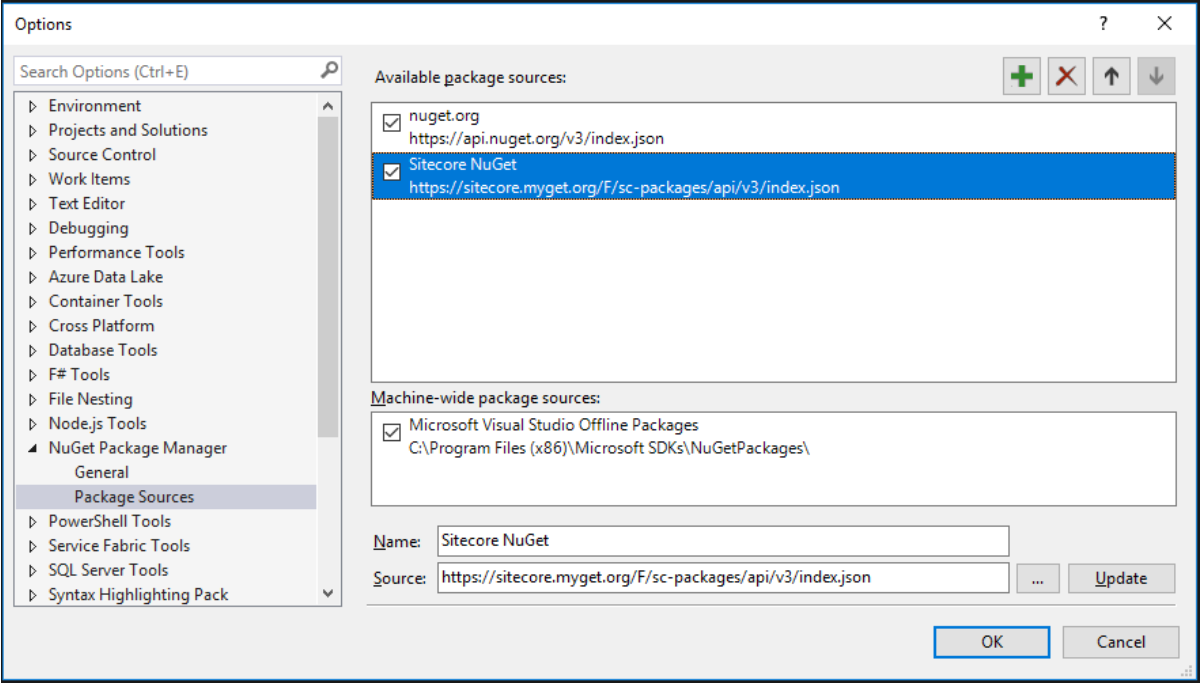 Options
?
Search Options (Ctrl+E)
Environment
Projects and Solutions
Source Control
Work Items
Text Editor
Debugging
Performance Tools
Azure Data Lake
Container Tools
Cross Platform
Database Tools
F# Tools
File Nesting
Node.js Tools
NuGet Package Manager
General
Package Sources
PowerShell Tools
Service Fabric Tools
SQL Server Tools
Syntax Highlighting Pack
Available package sources:
nuget.org
https://api.nuget.org/v3/index.json
Sitecore NuGet
https://sitecore.myget.org/F/sc-packages/api/v3/index.json
Machine-wide package sources:
Microsoft Visual Studio Offline Packages
C:\Program Files (x86)\Microsoft SDKs\NuGetPackages\
Name: Sitecore NuGet
Source: https://sitecore.myget.org/F/sc-packages/api/v3/index.json ... Update
OK Cancel